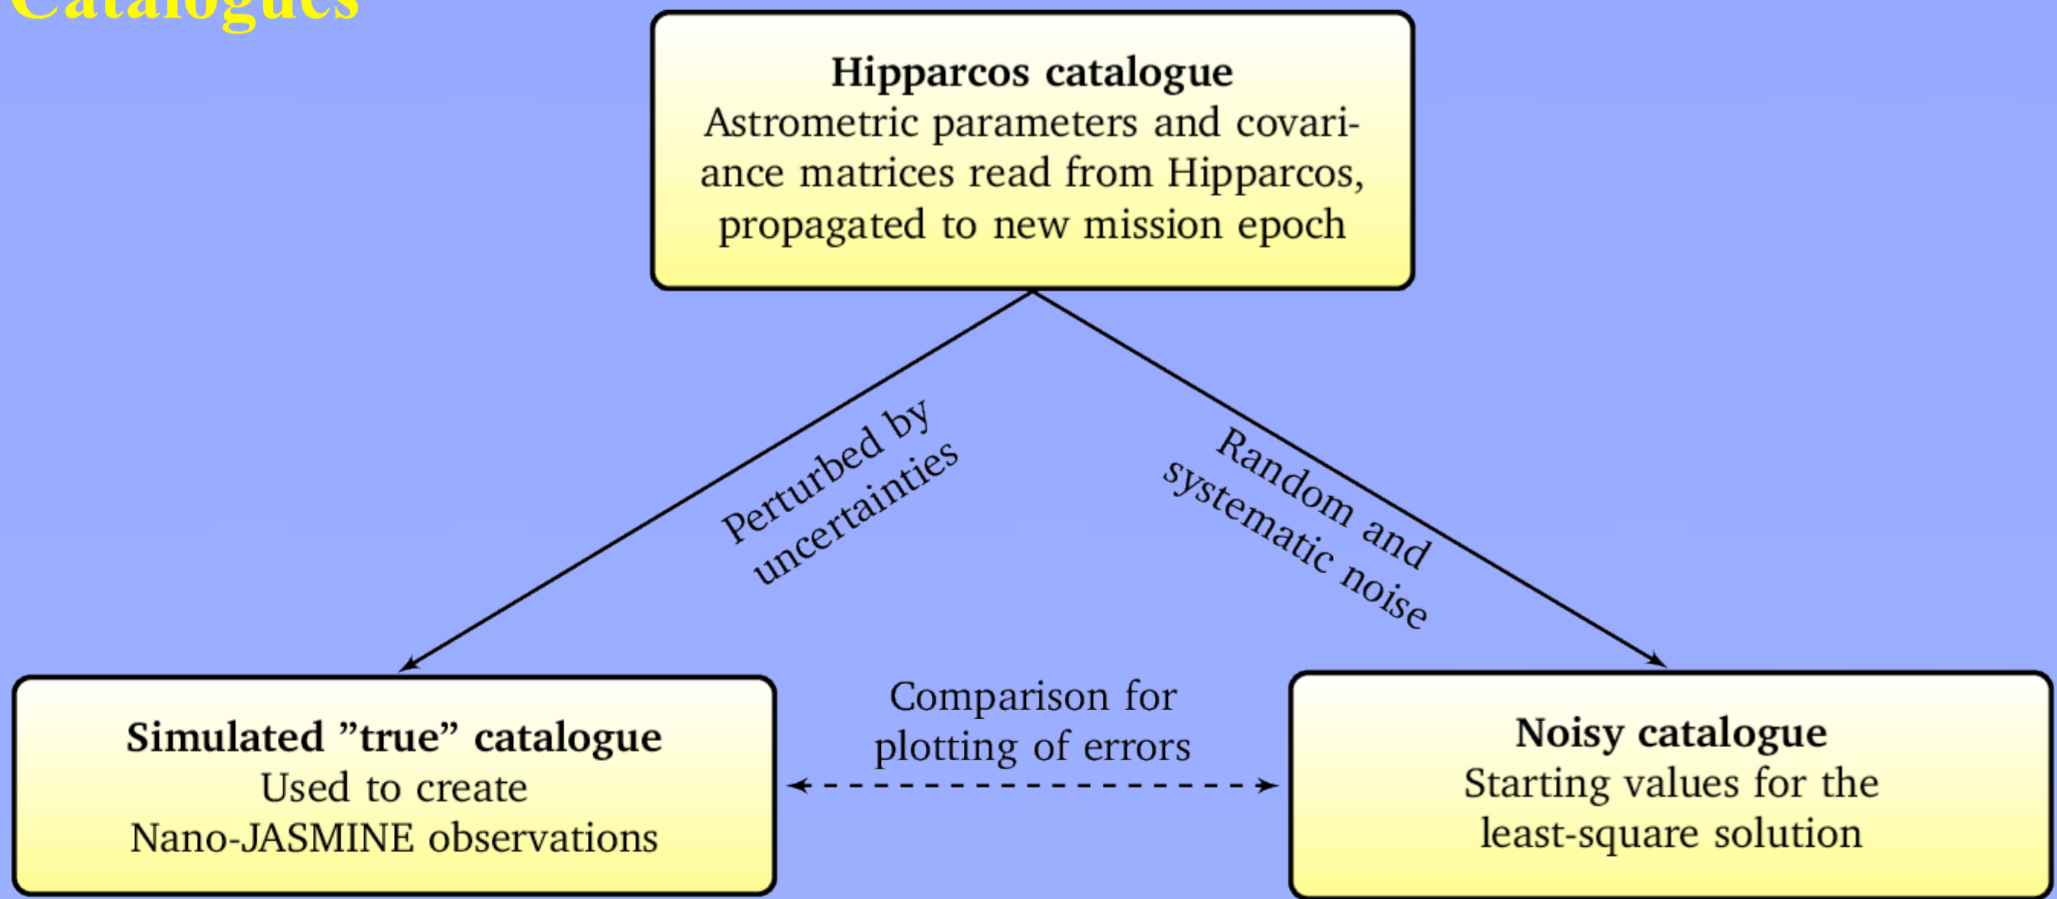 Catalogues
Hipparcos catalogue
Astrometric parameters and covari-
ance matrices read from Hipparcos,
propagated to new mission epoch
Perturbed by
uncertainties
Random and
systematic noise
Comparison for
plotting of errors
Simulated ”true” catalogue
Used to create
Nano-JASMINE observations
Noisy catalogue
Starting values for the
least-square solution